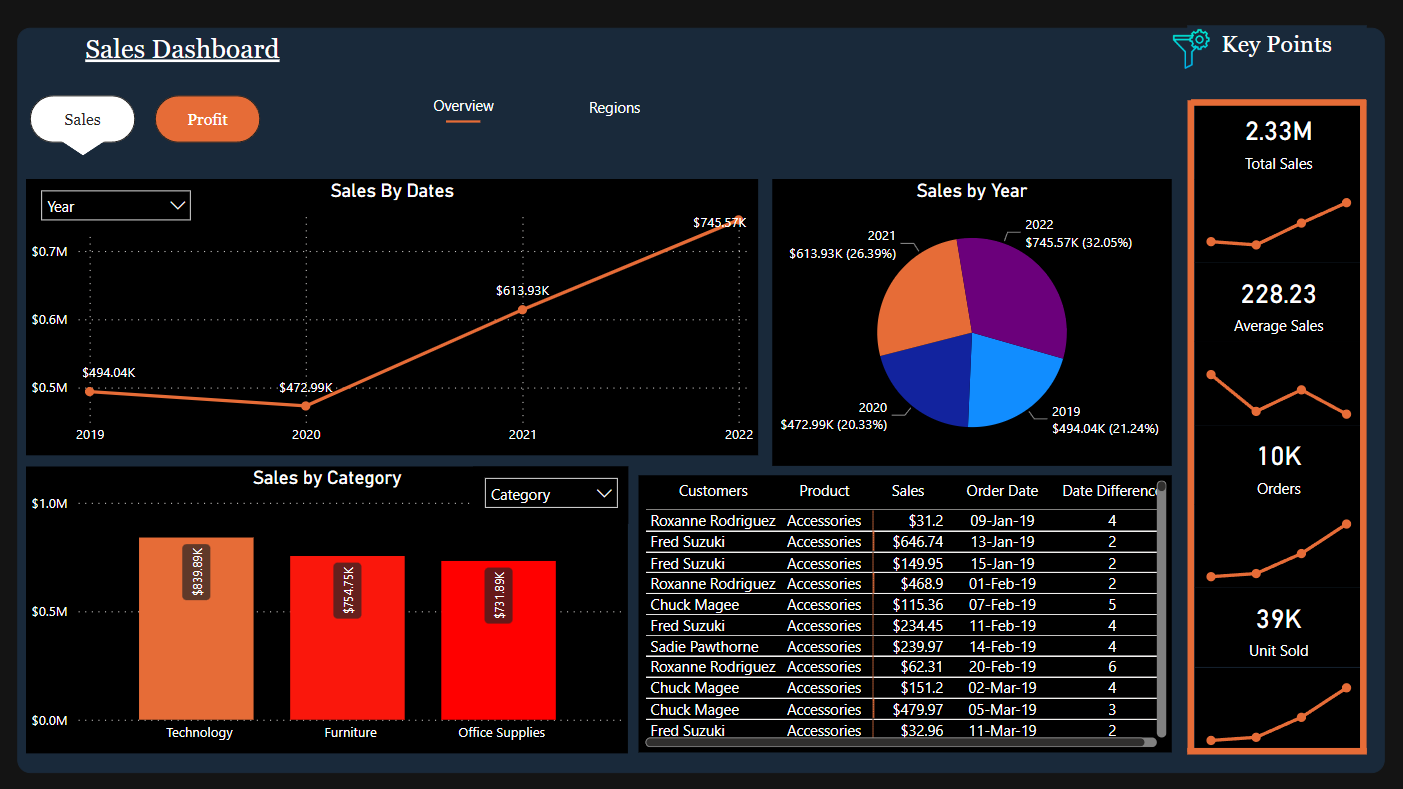 Sales Dashboard
Key Points
Sales
Profit
Overview
Regions
Sales By Dates
Year
$0.7M
$0.6M
$0.5M
$494.04K
$472.99K
$613.93K
$745.57K
2019
2020
2021
2022
Sales by Year
2021
$613.93K (26.39%)
2022
$745.57K (32.05%)
2020
$472.99K (20.33%)
2019
$494.04K (21.24%)
Sales by Category
Category
$1.0M
$0.5M
$0.0M
$839.89K
$754.75K
$731.89K
Technology
Furniture
Office Supplies
Customers Product Sales Order Date Date Difference
Roxanne Rodriguez Accessories $31.2 09-Jan-19 4
Fred Suzuki Accessories $646.74 13-Jan-19 2
Fred Suzuki Accessories $149.95 15-Jan-19 2
Roxanne Rodriguez Accessories $468.9 01-Feb-19 2
Chuck Magee Accessories $115.36 07-Feb-19 5
Fred Suzuki Accessories $234.45 11-Feb-19 4
Sadie Pawthorne Accessories $239.97 14-Feb-19 4
Roxanne Rodriguez Accessories $62.31 20-Feb-19 6
Chuck Magee Accessories $151.2 02-Mar-19 4
Chuck Magee Accessories $479.97 05-Mar-19 3
Fred Suzuki Accessories $32.96 11-Mar-19 2
2.33M
Total Sales
228.23
Average Sales
10K
Orders
39K
Unit Sold